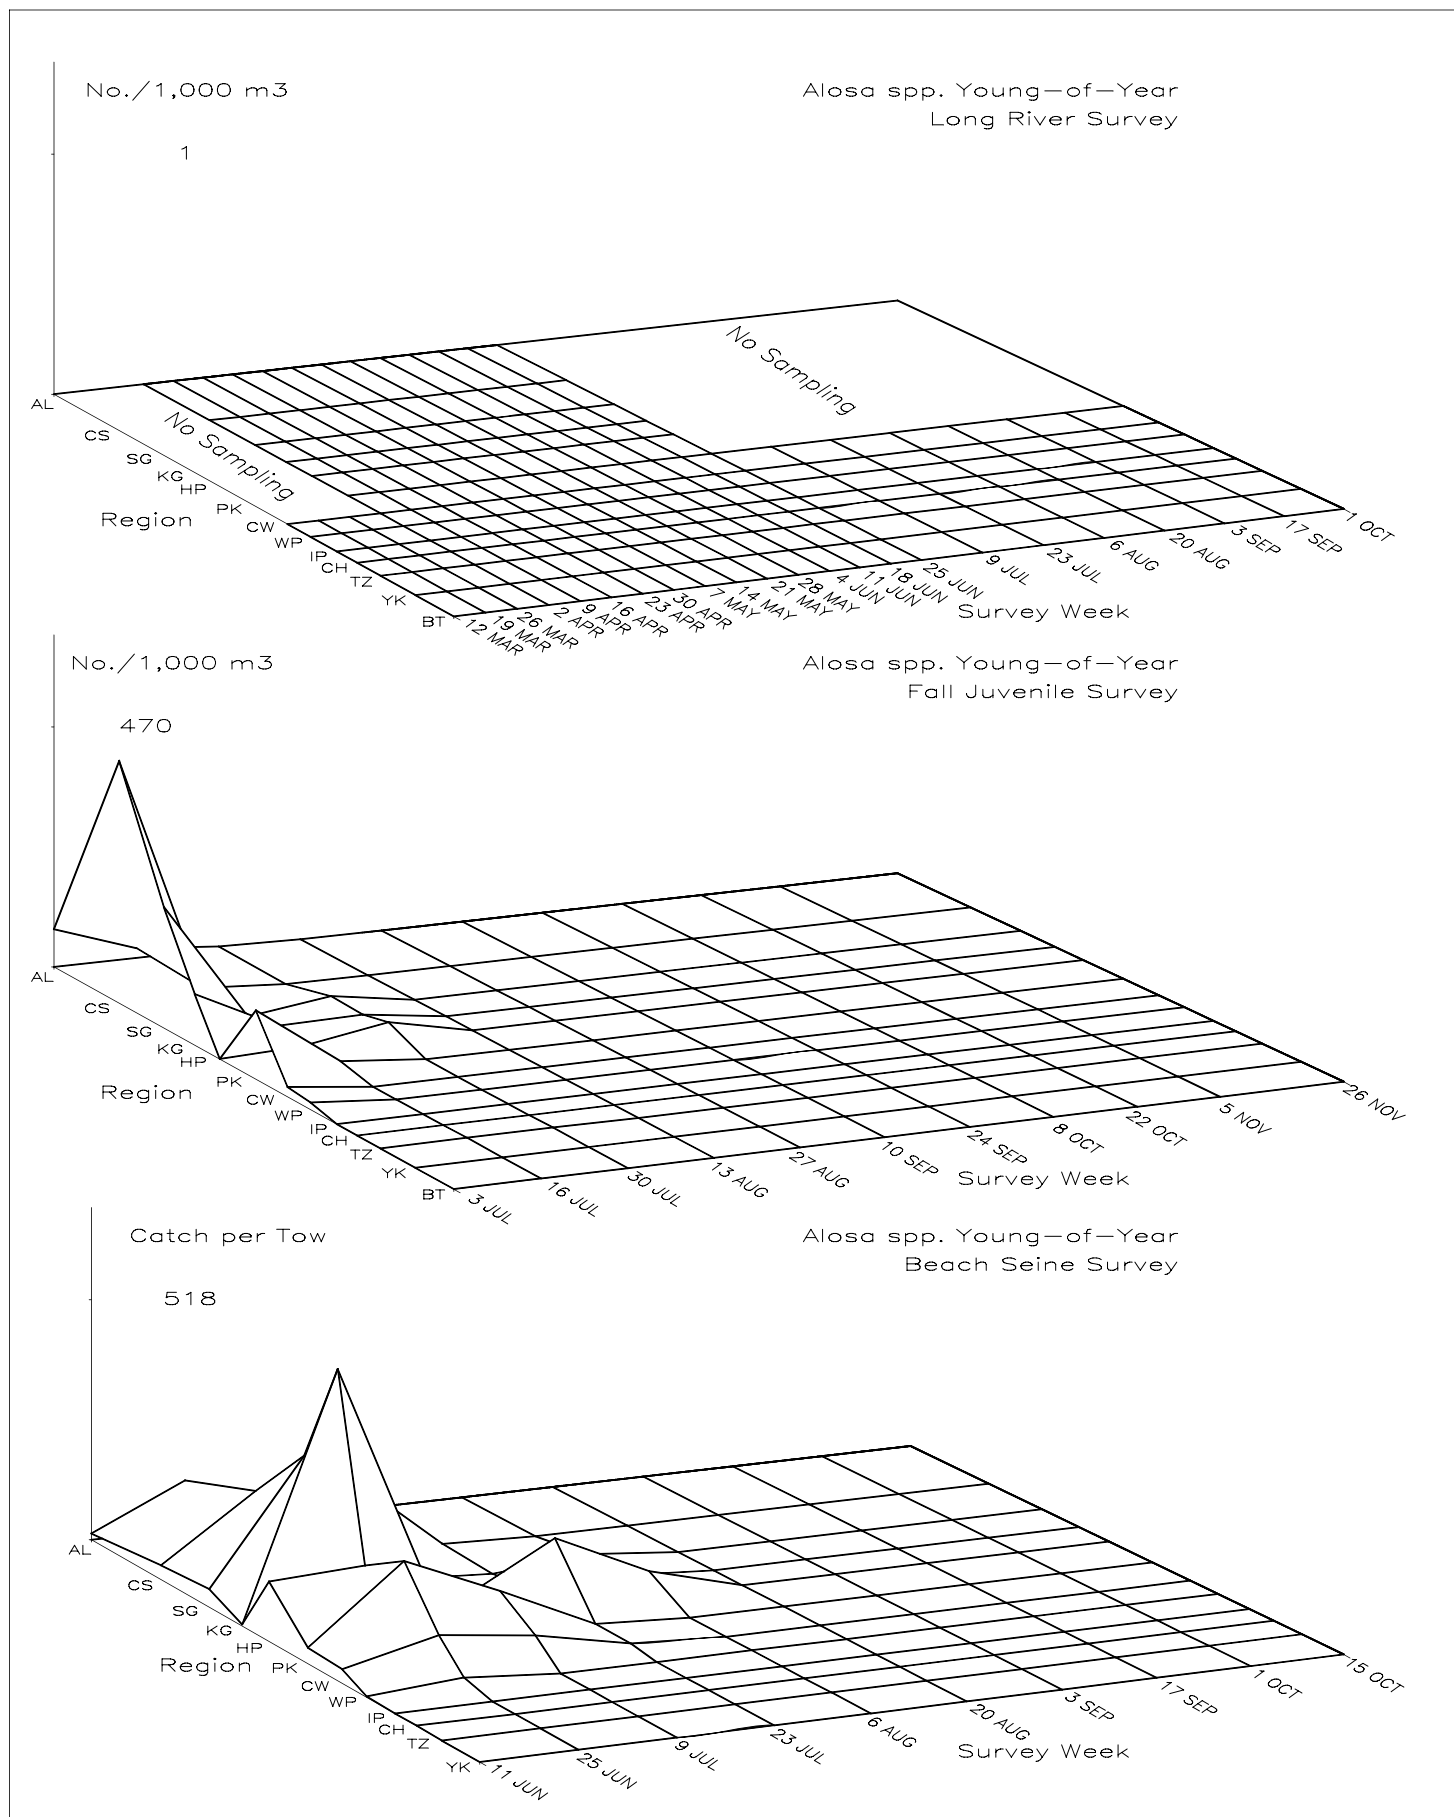 No./1,000 m3
Alosa spp. Young-of-Year
Long River Survey
1
No Sampling
No Sampling
AL
CS
SG
KG
HP
PK
CW
WP
IP
CH
TZ
YK
BT
Region
12 MAR
19 MAR
26 MAR
2 APR
9 APR
16 APR
23 APR
30 APR
7 MAY
14 MAY
21 MAY
28 MAY
4 JUN
11 JUN
18 JUN
25 JUN
9 JUL
23 JUL
6 AUG
20 AUG
3 SEP
17 SEP
1 OCT
Survey Week
No./1,000 m3
Alosa spp. Young-of-Year
Fall Juvenile Survey
470
AL
CS
SG
KG
HP
PK
CW
WP
IP
CH
TZ
YK
BT
Region
3 JUL
16 JUL
30 JUL
13 AUG
27 AUG
10 SEP
24 SEP
8 OCT
22 OCT
5 NOV
26 NOV
Survey Week
Catch per Tow
Alosa spp. Young-of-Year
Beach Seine Survey
518
AL
CS
SG
KG
HP
PK
CW
WP
IP
CH
TZ
YK
Region
11 JUN
25 JUN
9 JUL
23 JUL
6 AUG
20 AUG
3 SEP
17 SEP
1 OCT
15 OCT
Survey Week